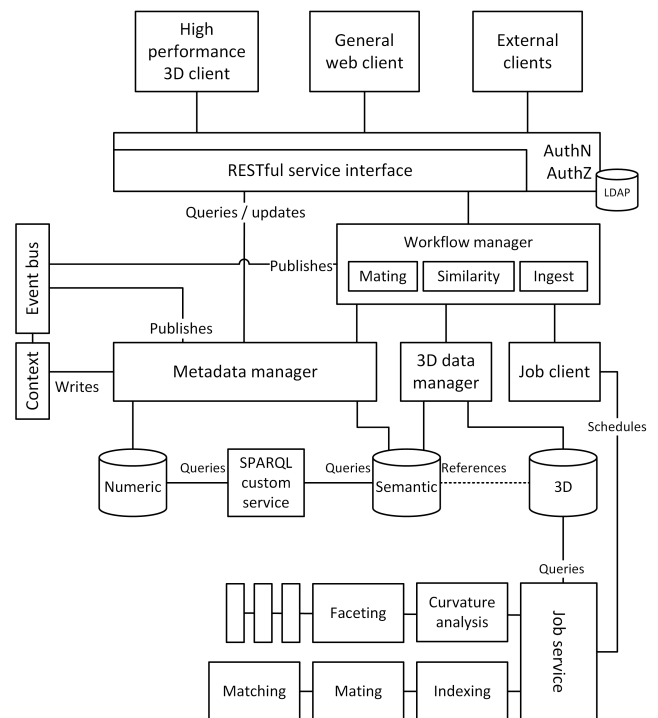 High
performance
3D client
General
web client
External
clients
AuthN
AuthZ
RESTful service interface
LDAP
Queries / updates
Workflow manager
Publishes
Mating
Similarity
Ingest
Event bus
Publishes
Context
Writes
Metadata manager
3D data
manager
Job client
Schedules
Numeric
Queries
SPARQL
custom
service
Queries
Semantic
References
3D
Queries
Faceting
Curvature
analysis
Job service
Matching
Mating
Indexing